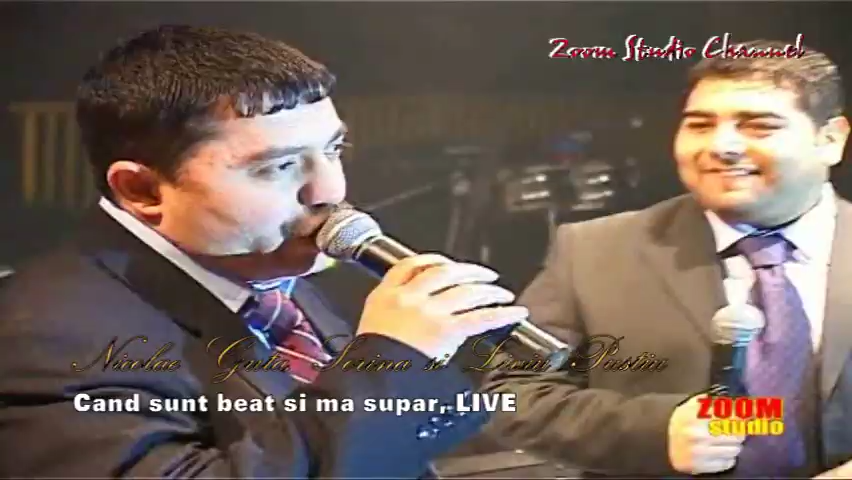 Zoom Studio Channel
Nicolae Guta, Sorina si Liviu Pustiu
Cand sunt beat si ma supar, LIVE
ZOOM
studio